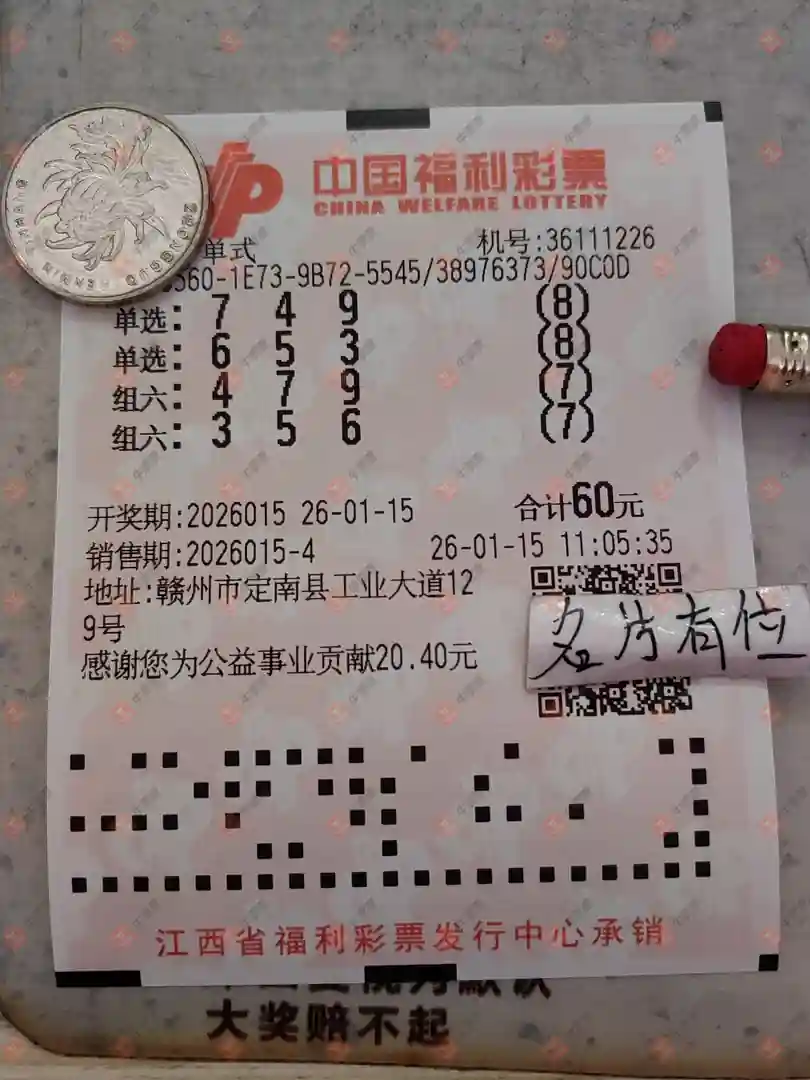 中国福利彩票
CHINA WELFARE LOTTERY
单式 机号:36111226
560-1E73-9B72-5545/38976373/90C0D
单选: 7 4 9 (8)
单选: 6 5 3 (8)
组六: 4 7 9 (7)
组六: 3 5 6 (7)
开奖期:2026015 26-01-15 合计60元
销售期:2026015-4 26-01-15 11:05:35
地址:赣州市定南县工业大道12
9号
名片有位
感谢您为公益事业贡献20.40元
江西省福利彩票发行中心承销
大奖赔不起